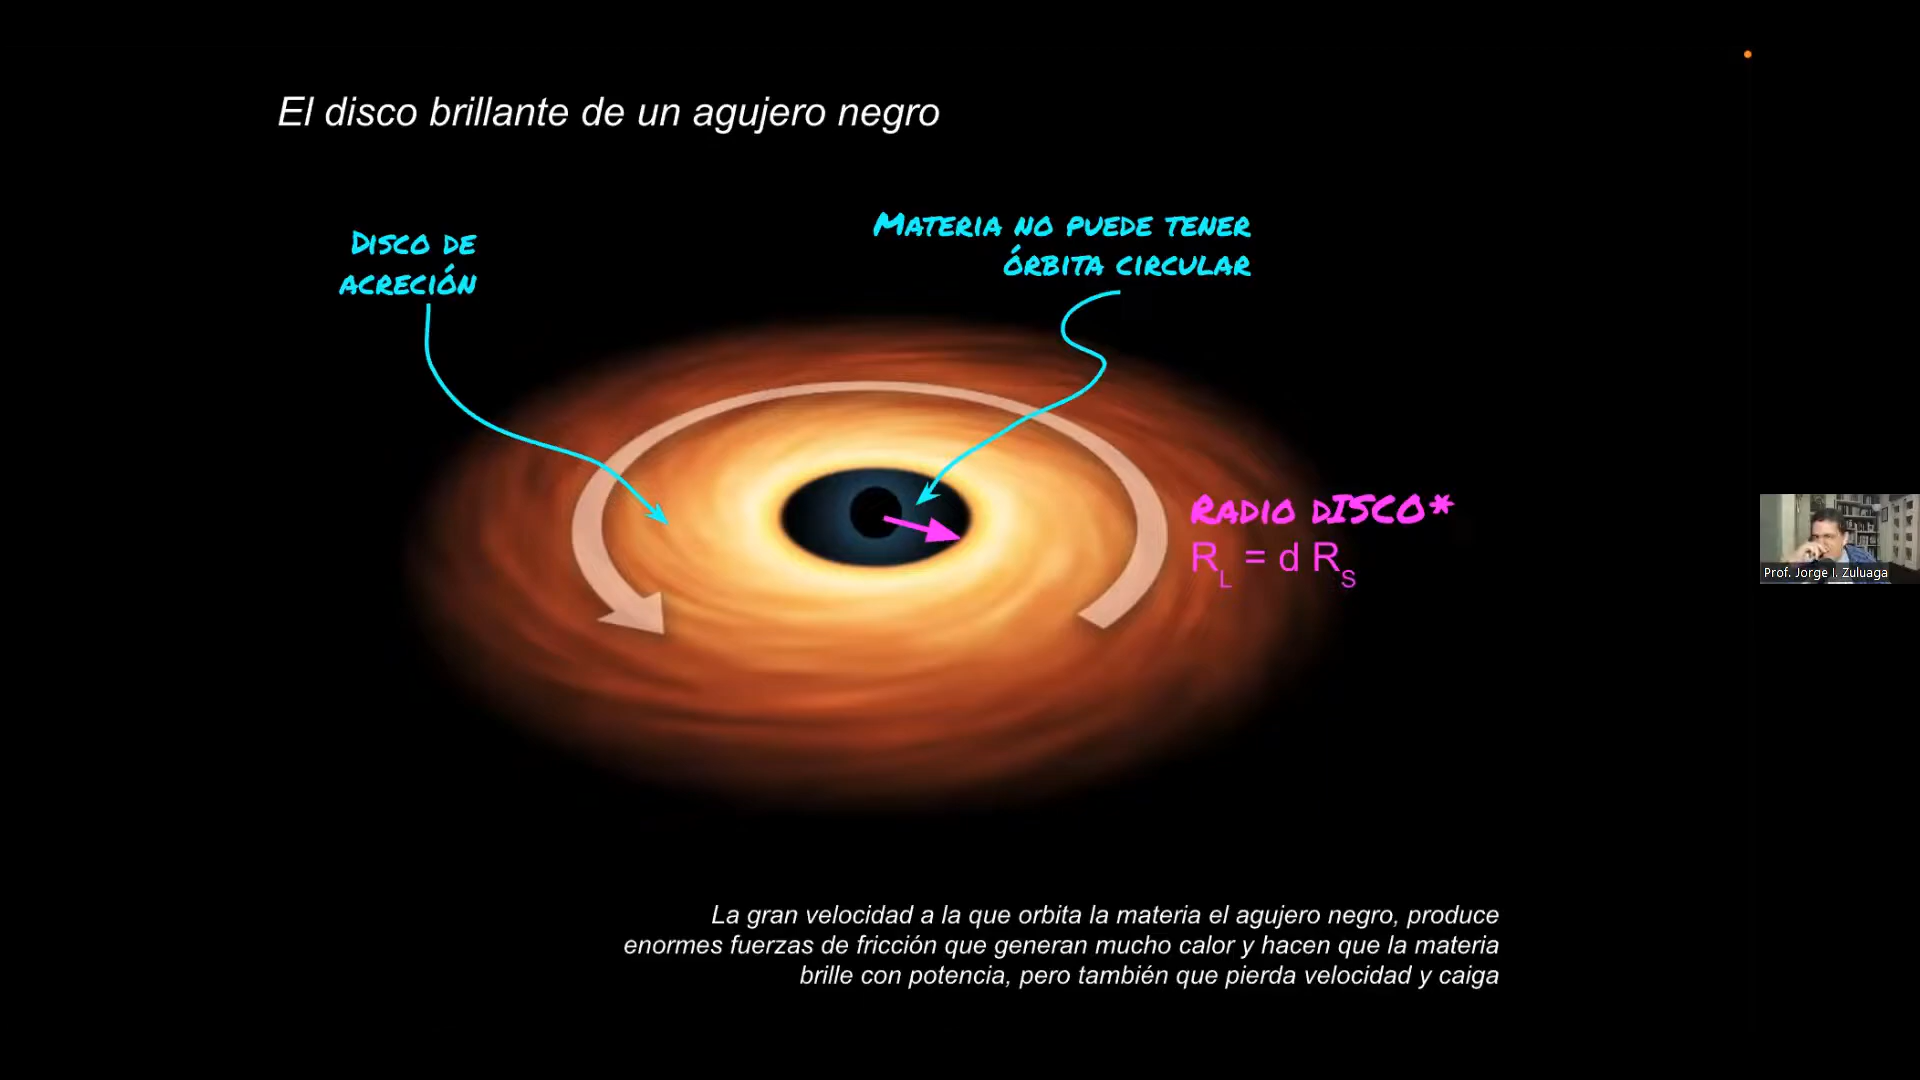 El disco brillante de un agujero negro
DISCO DE
ACRECIÓN
MATERIA NO PUEDE TENER
ÓRBITA CIRCULAR
RADIO dISCO*
R_L = d R_S
Prof. Jorge I. Zuluaga
La gran velocidad a la que orbita la materia el agujero negro, produce
enormes fuerzas de fricción que generan mucho calor y hacen que la materia
brille con potencia, pero también que pierda velocidad y caiga